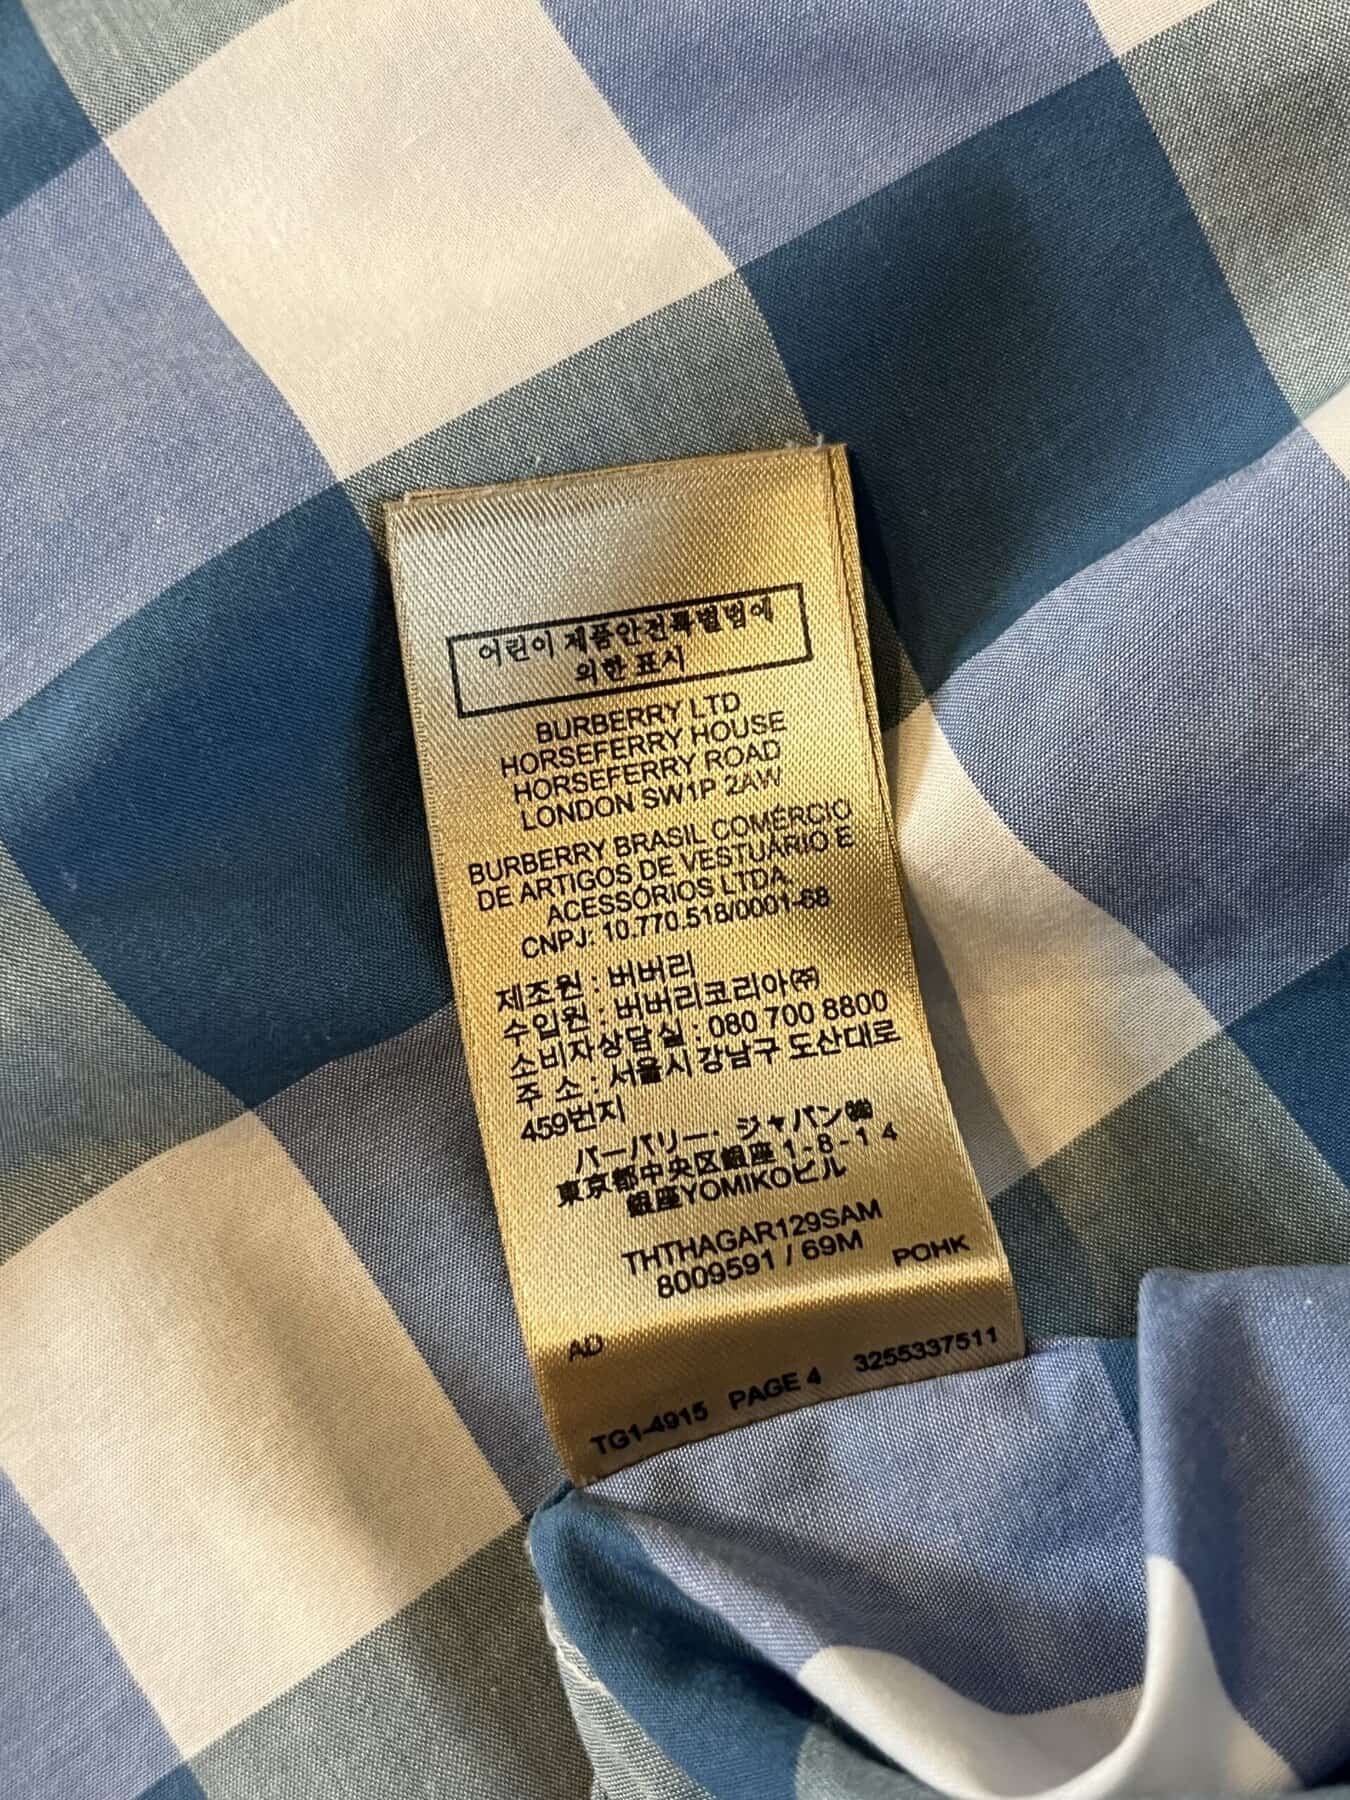 어린이 제품안전특별법에
의한 표시
BURBERRY LTD
HORSEFERRY HOUSE
HORSEFERRY ROAD
LONDON SW1P 2AW
BURBERRY BRASIL COMÉRCIO
DE ARTIGOS DE VESTUÁRIO E
ACESSÓRIOS LTDA.
CNPJ: 10.770.518/0001-68
제조원 : 버버리
수입원 : 버버리코리아㈜
소비자상담실 : 080 700 8800
주 소 : 서울시 강남구 도산대로
459번지
バーバリー・ジャパン㈱
東京都中央区銀座1-8-14
銀座YOMIKOビル
THTHAGAR129SAM
8009591 / 69M POHK
AD
TG1-4915 PAGE 4 3255337511